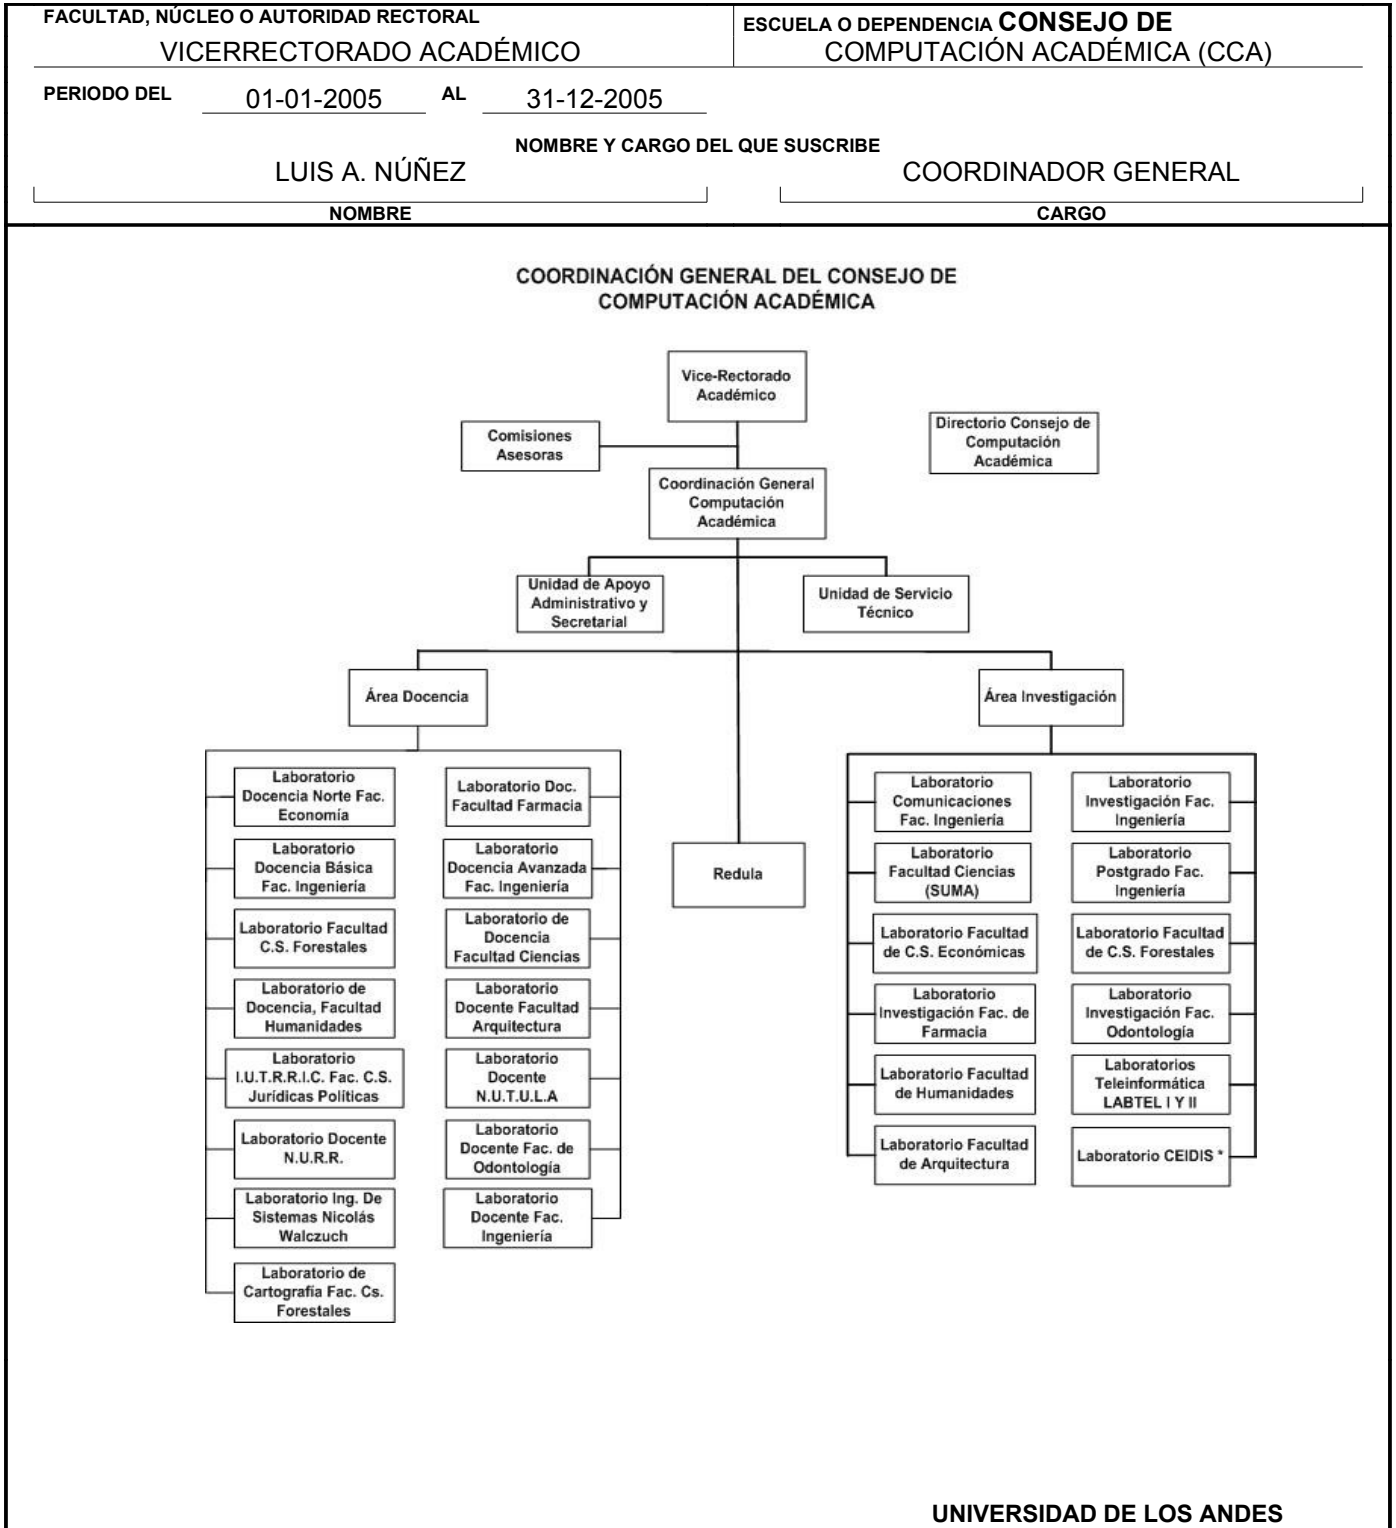 FACULTAD, NÚCLEO O AUTORIDAD RECTORAL
VICERRECTORADO ACADÉMICO
ESCUELA O DEPENDENCIA CONSEJO DE
COMPUTACIÓN ACADÉMICA (CCA)
PERIODO DEL 01-01-2005 AL 31-12-2005
NOMBRE Y CARGO DEL QUE SUSCRIBE
LUIS A. NÚÑEZ
COORDINADOR GENERAL
NOMBRE
CARGO
COORDINACIÓN GENERAL DEL CONSEJO DE
COMPUTACIÓN ACADÉMICA
Vice-Rectorado
Académico
Comisiones
Asesoras
Directorio Consejo de
Computación
Académica
Coordinación General
Computación
Académica
Unidad de Apoyo
Administrativo y
Secretarial
Unidad de Servicio
Técnico
Área Docencia
Área Investigación
Laboratorio
Docencia Norte Fac.
Economía
Laboratorio
Docencia Básica
Fac. Ingeniería
Laboratorio Facultad
C.S. Forestales
Laboratorio de
Docencia, Facultad
Humanidades
Laboratorio
I.U.T.R.R.I.C. Fac. C.S.
Jurídicas Políticas
Laboratorio Docente
N.U.R.R.
Laboratorio Ing. De
Sistemas Nicolás
Walczuch
Laboratorio de
Cartografía Fac. Cs.
Forestales
Laboratorio Doc.
Facultad Farmacia
Laboratorio
Docencia Avanzada
Fac. Ingeniería
Laboratorio de
Docencia
Facultad Ciencias
Laboratorio
Docente Facultad
Arquitectura
Laboratorio
Docente
N.U.T.U.L.A
Laboratorio
Docente Fac. de
Odontología
Laboratorio
Docente Fac.
Ingeniería
Redula
Laboratorio
Comunicaciones
Fac. Ingeniería
Laboratorio
Facultad Ciencias
(SUMA)
Laboratorio Facultad
de C.S. Económicas
Laboratorio
Investigación Fac. de
Farmacia
Laboratorio Facultad
de Humanidades
Laboratorio Facultad
de Arquitectura
Laboratorio
Investigación Fac.
Ingeniería
Laboratorio
Postgrado Fac.
Ingeniería
Laboratorio Facultad
de C.S. Forestales
Laboratorio
Investigación Fac.
Odontología
Laboratorios
Teleinformática
LABTEL I Y II
Laboratorio CEIDIS *
UNIVERSIDAD DE LOS ANDES